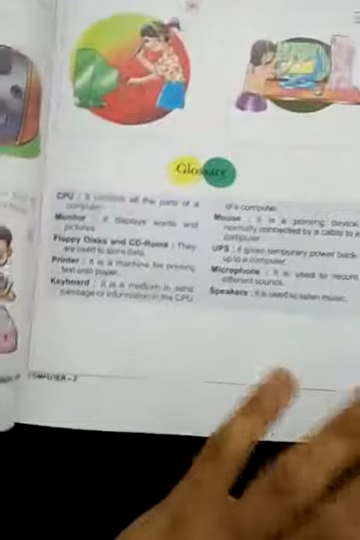 Glossary
CPU : It controls all the parts of a
computer.
Monitor : It displays words and
pictures.
Floppy Disks and CD-Roms : They
are used to store data.
Printer : It is a machine for printing
text onto paper.
Keyboard : It is a medium to send
message or information in the CPU
of a computer.
Mouse : It is a pointing device,
normally connected by a cable to a
computer.
UPS : It gives temporary power back-
up to a computer.
Microphone : It is used to record
different sounds.
Speakers : It is used to listen music.
COMPUTER – 2